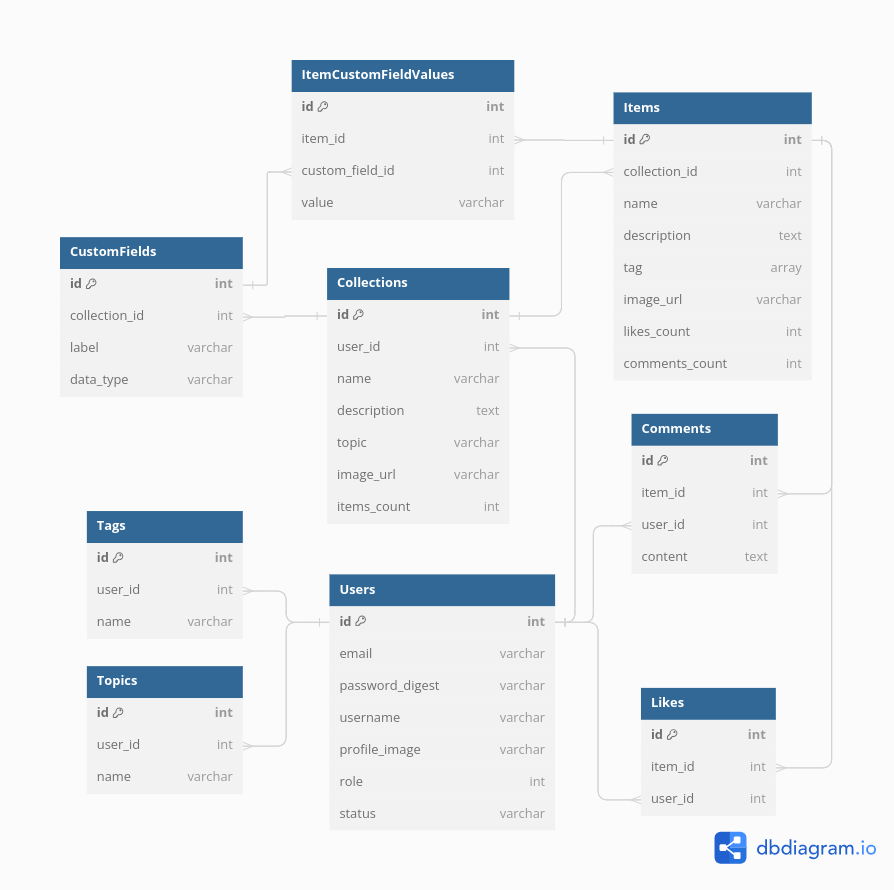 ItemCustomFieldValues
id int
item_id int
custom_field_id int
value varchar
Items
id int
collection_id int
name varchar
description text
tag array
image_url varchar
likes_count int
comments_count int
CustomFields
id int
collection_id int
label varchar
data_type varchar
Collections
id int
user_id int
name varchar
description text
topic varchar
image_url varchar
items_count int
Comments
id int
item_id int
user_id int
content text
Tags
id int
user_id int
name varchar
Users
id int
email varchar
password_digest varchar
username varchar
profile_image varchar
role int
status varchar
Topics
id int
user_id int
name varchar
Likes
id int
item_id int
user_id int
dbdiagram.io